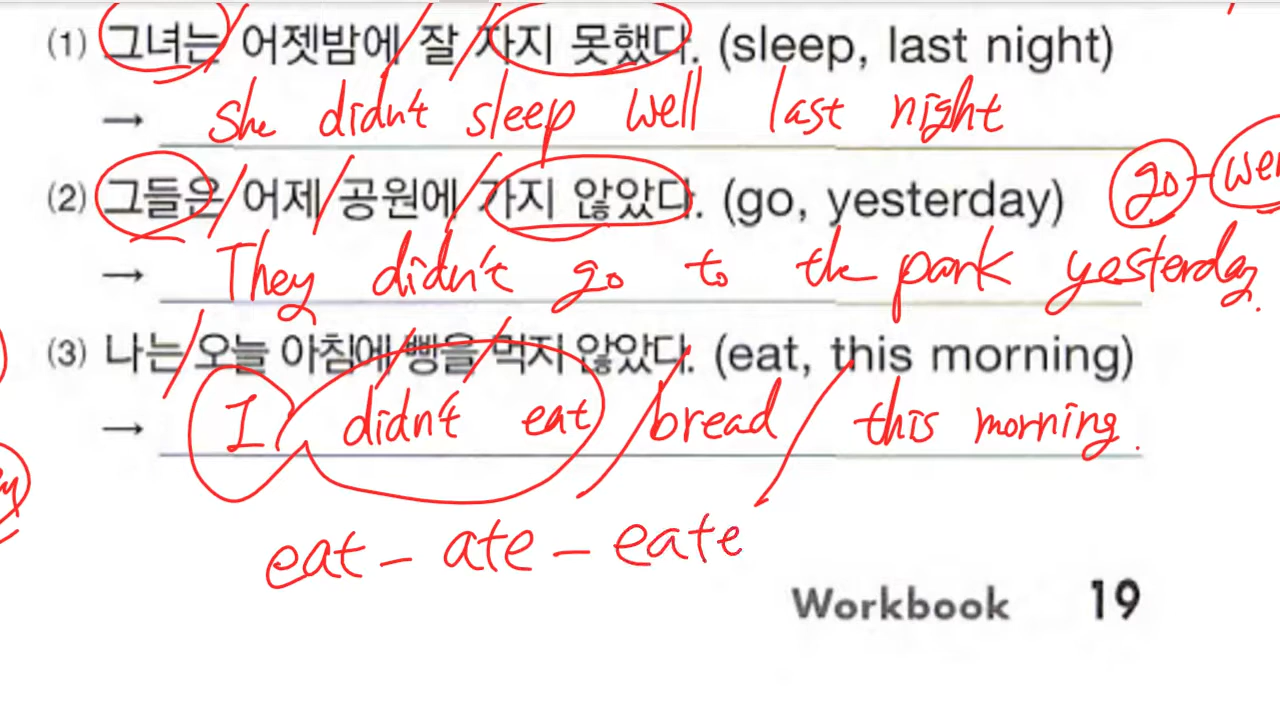 (1) 그녀는 어젯밤에 잘 자지 못했다. (sleep, last night)
→ She didn't sleep well last night
(2) 그들은 어제 공원에 가지 않았다. (go, yesterday) go -
→ They didn't go to the park yesterday.
(3) 나는 오늘 아침에 빵을 먹지 않았다. (eat, this morning)
→ I didn't eat bread this morning.
eat - ate - eate
Workbook 19